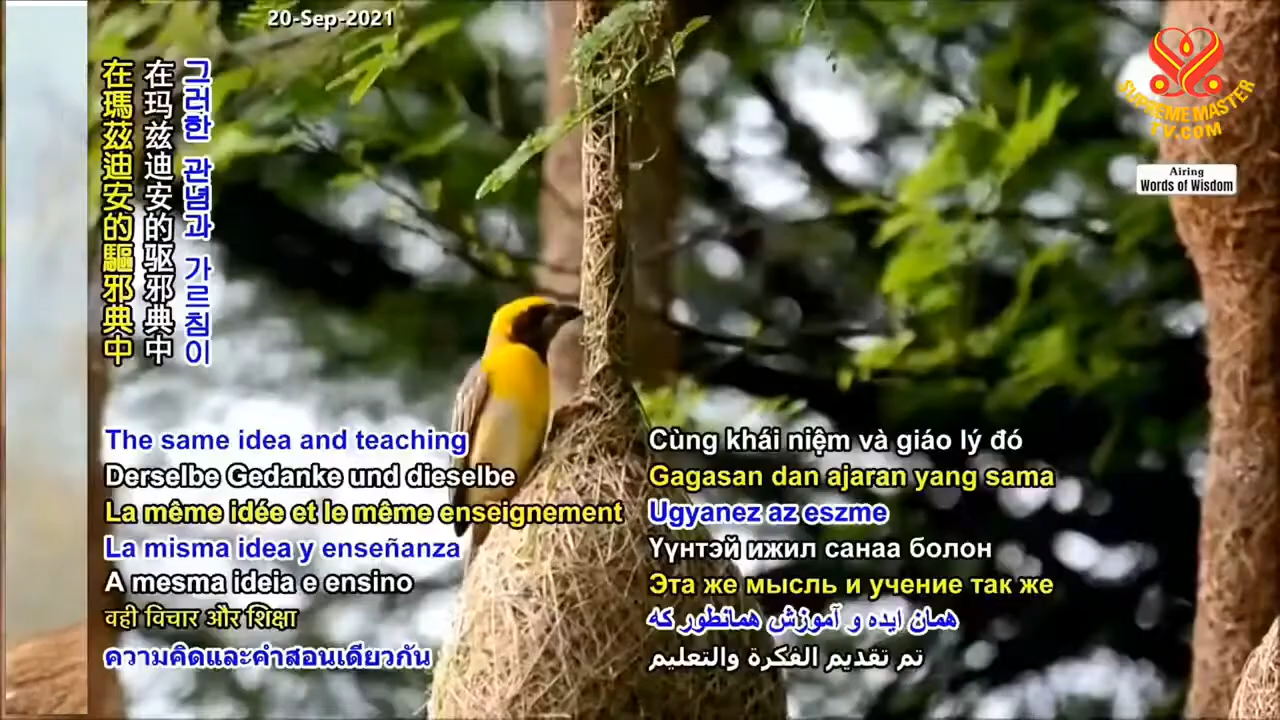 20-Sep-2021
SUPREME MASTER
TV.COM
Airing
Words of Wisdom
그러한 관념과 가르침이
在玛兹迪安的驱邪典中
在瑪茲迪安的驅邪典中
The same idea and teaching
Derselbe Gedanke und dieselbe
La même idée et le même enseignement
La misma idea y enseñanza
A mesma ideia e ensino
वही विचार और शिक्षा
ความคิดและคำสอนเดียวกัน
Cùng khái niệm và giáo lý đó
Gagasan dan ajaran yang sama
Ugyanez az eszme
Үүнтэй ижил санаа болон
Эта же мысль и учение так же
همان ایده و آموزش همانطور که
تم تقديم الفكرة والتعليم